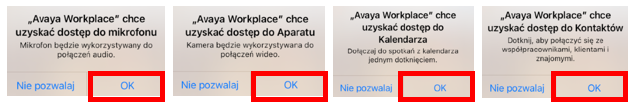 „Avaya Workplace” chce
uzyskać dostęp do mikrofonu
Mikrofon będzie wykorzystywany do
połączeń audio.
Nie pozwalaj
OK
„Avaya Workplace” chce
uzyskać dostęp do Aparatu
Kamera będzie wykorzystywara do
połączeń wideo.
Nie pozwalaj
OK
„Avaya Workplace” chce
uzyskać dostęp do
Kalendarza
Dołączaj do spotkań z kalendarza
jednym dotknięciem.
Nie pozwalaj
OK
„Avaya Workplace” chce
uzyskać dostęp do Kontaktów
Dotknij, aby połączyć się ze
współpracownikami, klientami i
znajomymi.
Nie pozwalaj
OK